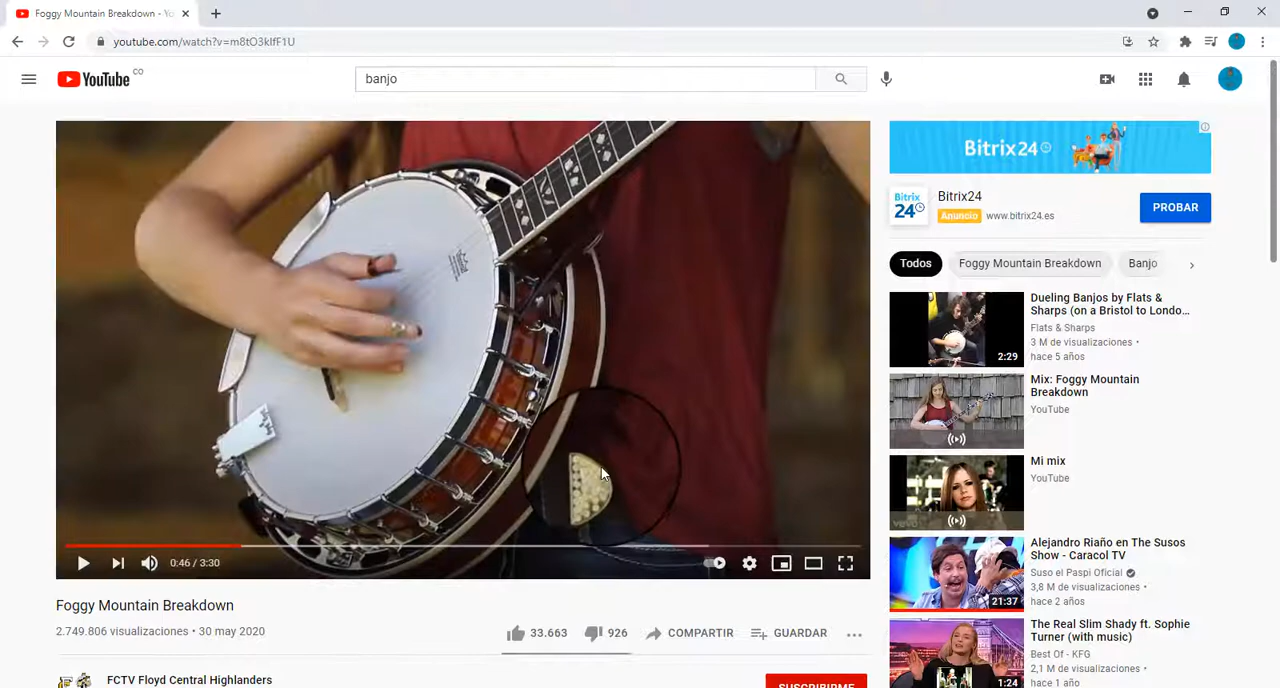 Foggy Mountain Breakdown - Yo
youtube.com/watch?v=m8tO3kIfF1U
YouTube CO
banjo
Bitrix24
Bitrix 24
Bitrix24
Anuncio www.bitrix24.es
PROBAR
Todos
Foggy Mountain Breakdown
Banjo
2:29
Dueling Banjos by Flats &
Sharps (on a Bristol to Londo...
Flats & Sharps
3 M de visualizaciones •
hace 5 años
Mix: Foggy Mountain
Breakdown
YouTube
vevo
Mi mix
YouTube
21:37
Alejandro Riaño en The Susos
Show - Caracol TV
Suso el Paspi Oficial
3,8 M de visualizaciones •
hace 2 años
1:24
The Real Slim Shady ft. Sophie
Turner (with music)
Best Of - KFG
2,1 M de visualizaciones •
hace 1 año
0:46 / 3:30
Foggy Mountain Breakdown
2.749.806 visualizaciones • 30 may 2020
33.663
926
COMPARTIR
GUARDAR
FCTV Floyd Central Highlanders
SUSCRIBIRME